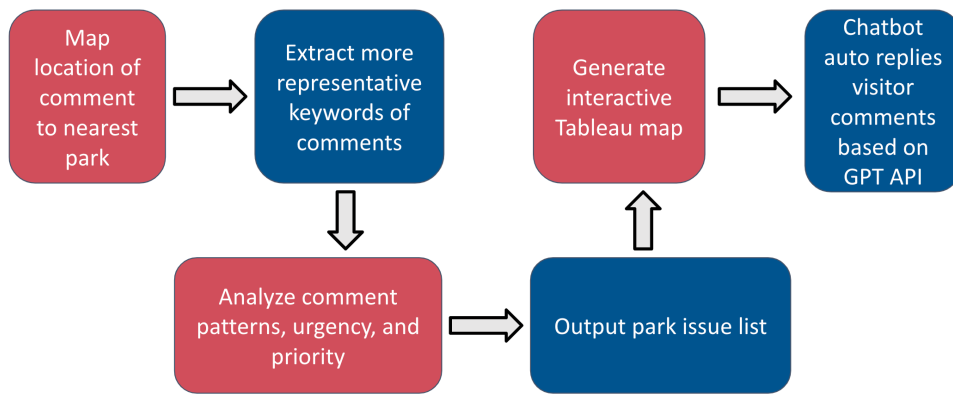 Map
location of
comment
to nearest
park
Extract more
representative
keywords of
comments
Analyze comment
patterns, urgency, and
priority
Output park issue list
Generate
interactive
Tableau map
Chatbot
auto replies
visitor
comments
based on
GPT API